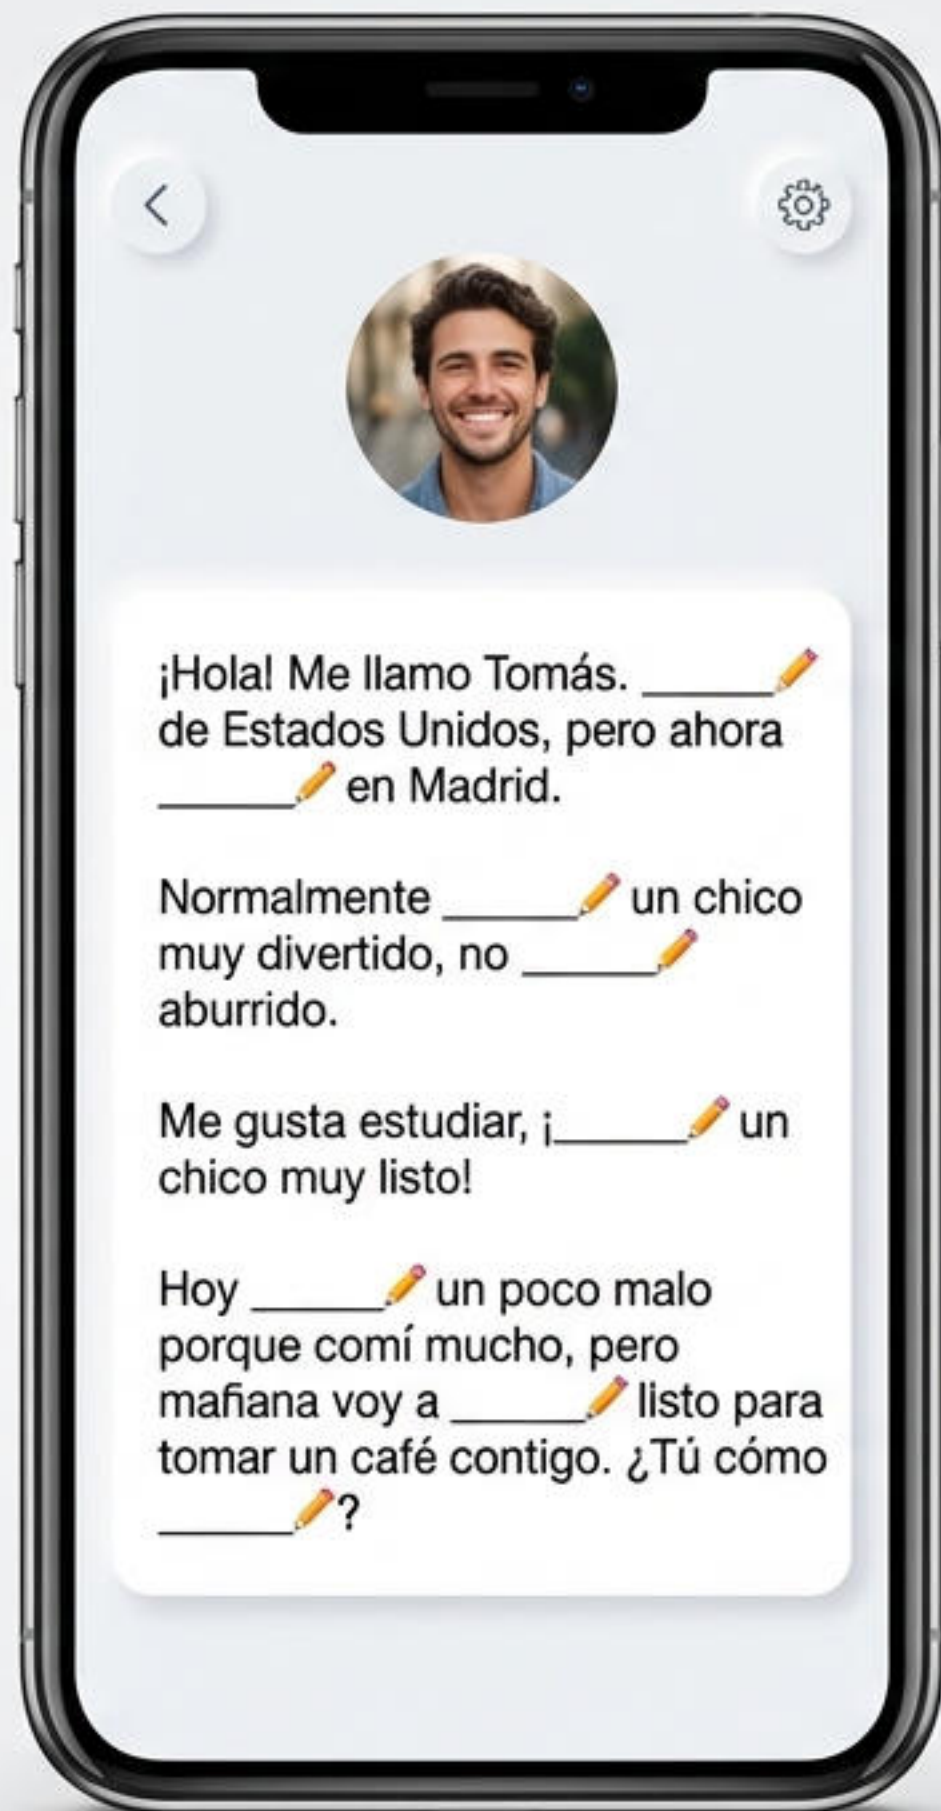 ¡Hola! Me llamo Tomás. ______
de Estados Unidos, pero ahora
______ en Madrid.
Normalmente ______ un chico
muy divertido, no ______
aburrido.
Me gusta estudiar, ¡______ un
chico muy listo!
Hoy ______ un poco malo
porque comí mucho, pero
mañana voy a ______ listo para
tomar un café contigo. ¿Tú cómo
______?